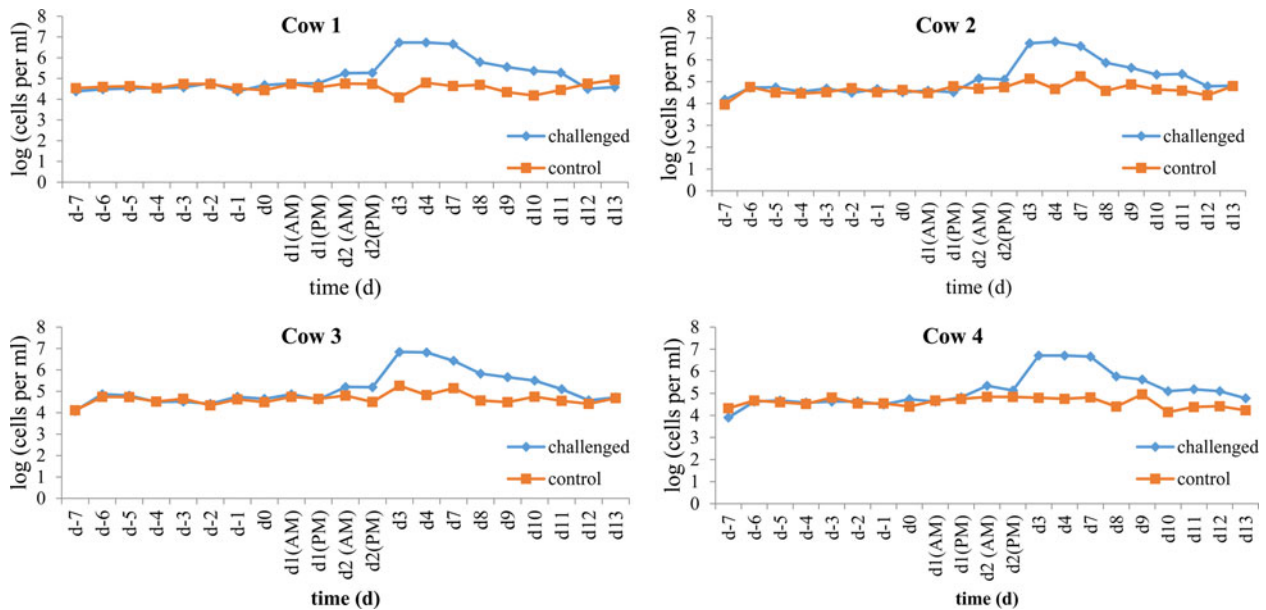 Cow 1
log (cells per ml)
8
7
6
5
4
3
2
1
0
challenged
control
d-7
d-6
d-5
d-4
d-3
d-2
d-1
d0
d1(AM)
d1(PM)
d2 (AM)
d2(PM)
d3
d4
d7
d8
d9
d10
d11
d12
d13
time (d)
Cow 2
log (cells per ml)
8
7
6
5
4
3
2
1
0
challenged
control
d-7
d-6
d-5
d-4
d-3
d-2
d-1
d0
d1(AM)
d1(PM)
d2 (AM)
d2(PM)
d3
d4
d7
d8
d9
d10
d11
d12
d13
time (d)
Cow 3
log (cells per ml)
8
7
6
5
4
3
2
1
0
challenged
control
d-7
d-6
d-5
d-4
d-3
d-2
d-1
d0
d1(AM)
d1(PM)
d2 (AM)
d2(PM)
d3
d4
d7
d8
d9
d10
d11
d12
d13
time (d)
Cow 4
log (cells per ml)
8
7
6
5
4
3
2
1
0
challenged
control
d-7
d-6
d-5
d-4
d-3
d-2
d-1
d0
d1(AM)
d1(PM)
d2 (AM)
d2(PM)
d3
d4
d7
d8
d9
d10
d11
d12
d13
time (d)